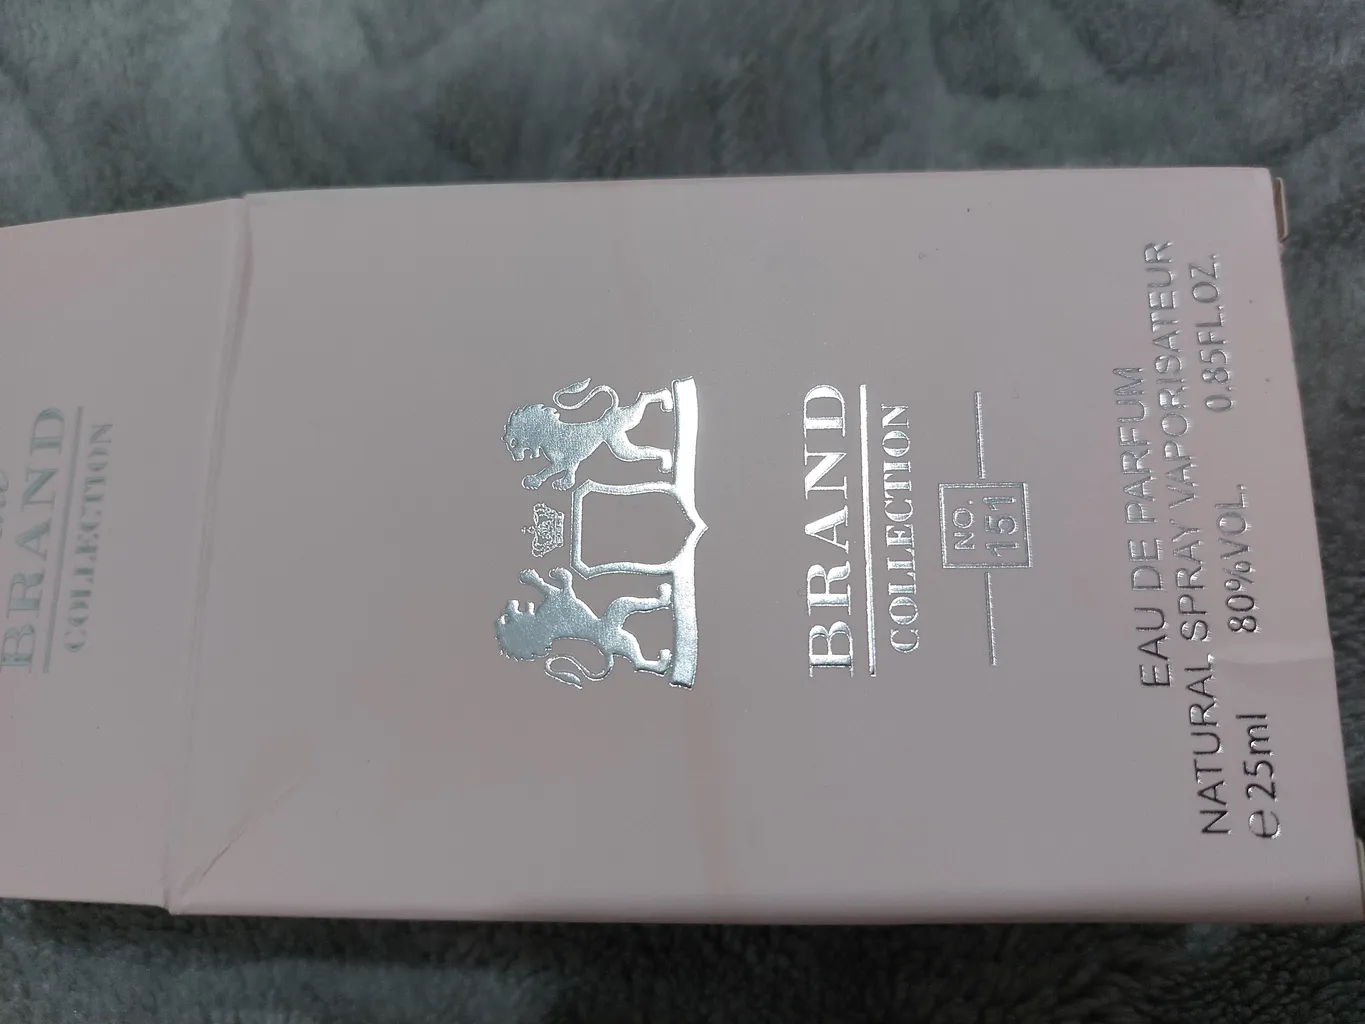 BRAND
COLLECTION
BRAND
COLLECTION
NO.
151
EAU DE PARFUM
NATURAL SPRAY VAPORISATEUR
e 25ml 80%VOL. 0.85FL.OZ.